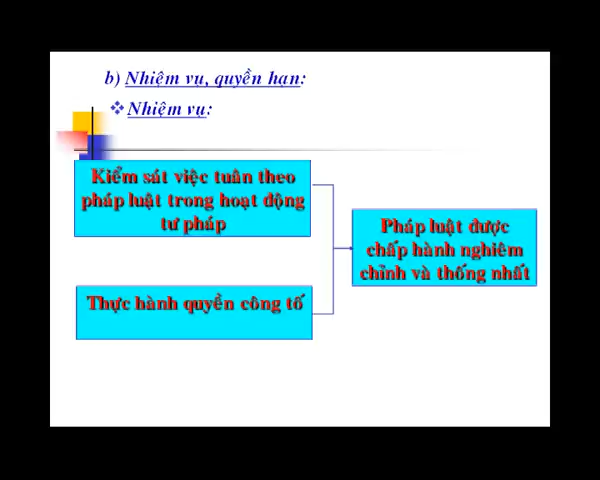 b) Nhiệm vụ, quyền hạn:
❖ Nhiệm vụ:
Kiểm sát việc tuân theo
pháp luật trong hoạt động
tư pháp
Thực hành quyền công tố
Pháp luật được
chấp hành nghiêm
chỉnh và thống nhất